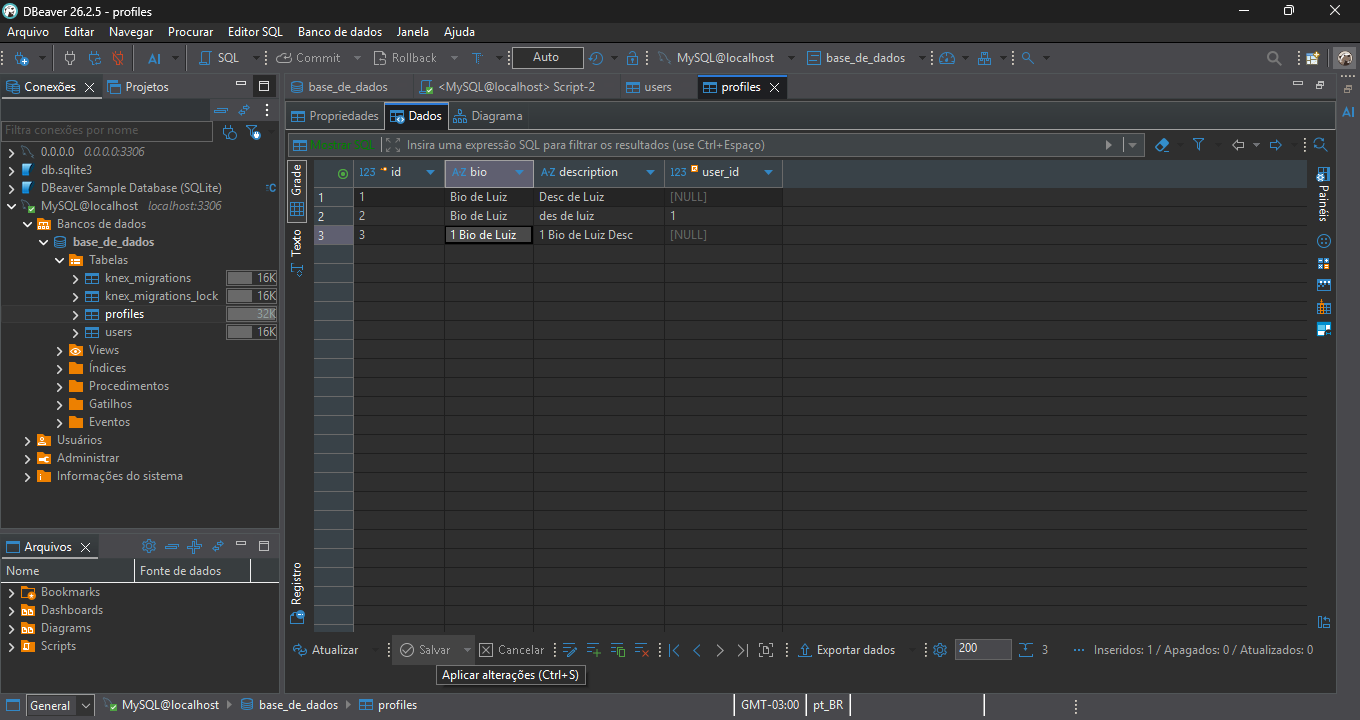 DBeaver 26.2.5 - profiles
Arquivo Editar Navegar Procurar Editor SQL Banco de dados Janela Ajuda
AI SQL Commit Rollback T Auto MySQL@localhost base_de_dados
Conexões Projetos
base_de_dados <MySQL@localhost> Script-2 users profiles
AI
Propriedades Dados Diagrama
Filtra conexões por nome
Mostrar SQL Insira uma expressão SQL para filtrar os resultados (use Ctrl+Espaço)
0.0.0.0 0.0.0.0:3306
db.sqlite3
DBeaver Sample Database (SQLite)
MySQL@localhost localhost:3306
Bancos de dados
base_de_dados
Tabelas
knex_migrations 16K
knex_migrations_lock 16K
profiles 32K
users 16K
Views
Índices
Procedimentos
Gatilhos
Eventos
Usuários
Administrar
Informações do sistema
Grade
Texto
Registro
123 id A-Z bio A-Z description 123 user_id
1 1 Bio de Luiz Desc de Luiz [NULL]
2 2 Bio de Luiz des de luiz 1
3 3 1 Bio de Luiz 1 Bio de Luiz Desc [NULL]
Painéis
Arquivos
Nome Fonte de dados
Bookmarks
Dashboards
Diagrams
Scripts
Atualizar Salvar Cancelar Exportar dados 200 3 Inseridos: 1 / Apagados: 0 / Atualizados: 0
Aplicar alterações (Ctrl+S)
General MySQL@localhost base_de_dados profiles GMT-03:00 pt_BR